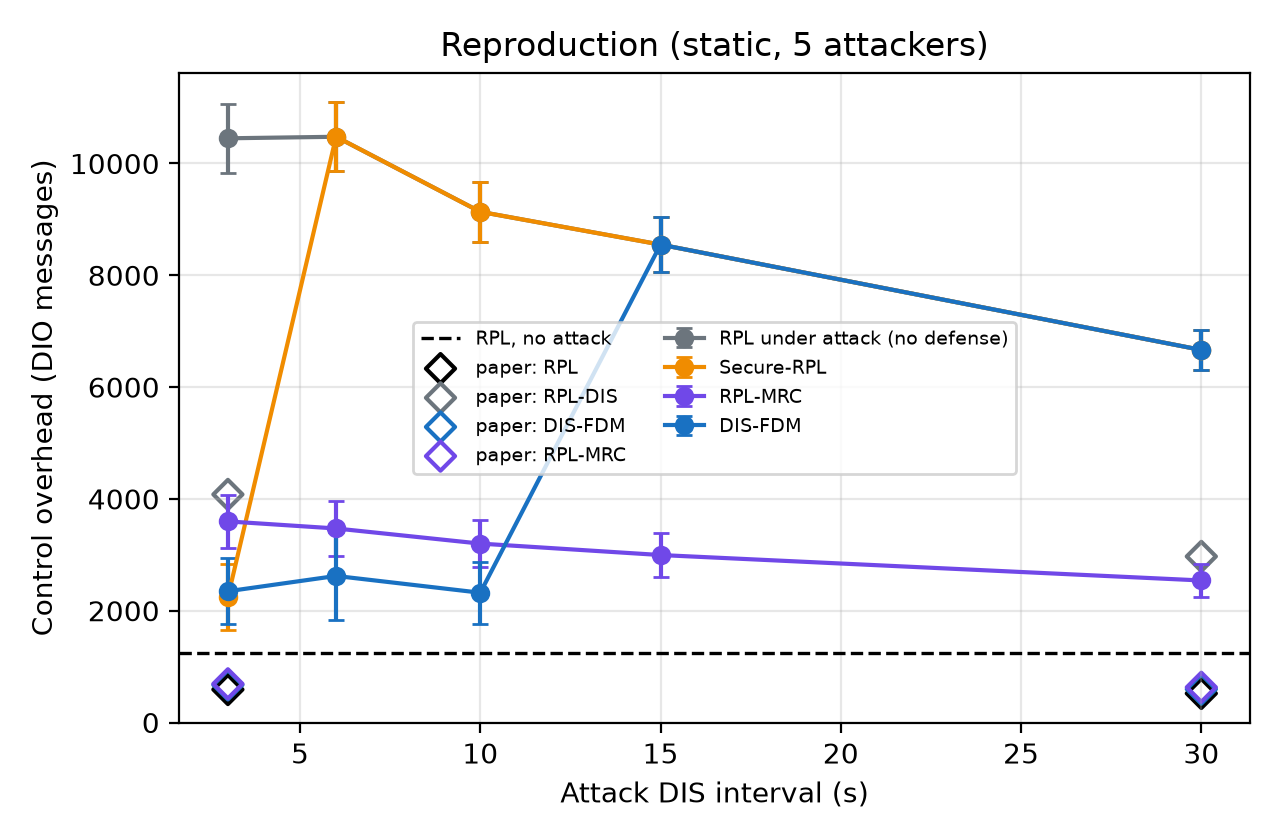 Reproduction (static, 5 attackers)
Control overhead (DIO messages)
10000
8000
6000
4000
2000
0
RPL, no attack
paper: RPL
paper: RPL-DIS
paper: DIS-FDM
paper: RPL-MRC
RPL under attack (no defense)
Secure-RPL
RPL-MRC
DIS-FDM
5
10
15
20
25
30
Attack DIS interval (s)